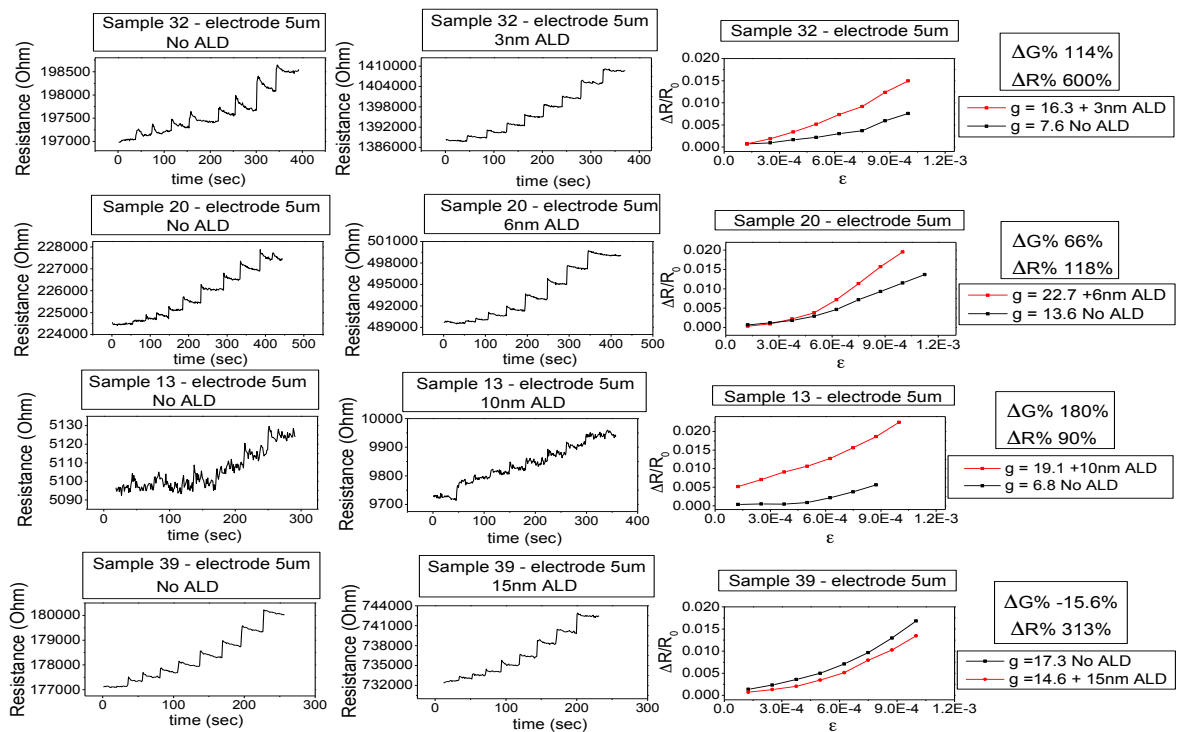 Sample 32 - electrode 5um
No ALD
Resistance (Ohm)
198500
197000
0 100 200 300 400
time (sec)
Sample 32 - electrode 5um
3nm ALD
Resistance (Ohm)
1410000
1404000
1398000
1392000
1386000
0 100 200 300 400
time (sec)
Sample 32 - electrode 5um
ΔR/R0
0.015
0.010
0.005
0.000
0.0 3.0E-4 6.0E-4 9.0E-4 1.2E-3
ε
ΔG% 114%
ΔR% 600%
g = 16.3 + 3nm ALD
g = 7.6 No ALD
Sample 20 - electrode 5um
No ALD
Resistance (Ohm)
228000
227000
225000
224000
0 100 200 300 400 500
time (sec)
Sample 20 - electrode 5um
6nm ALD
Resistance (Ohm)
501000
498000
495000
492000
489000
0 100 200 300 400 500
time (sec)
Sample 20 - electrode 5um
ΔR/R0
0.020
0.015
0.010
0.005
0.000
0.0 3.0E-4 6.0E-4 9.0E-4 1.2E-3
ε
ΔG% 66%
ΔR% 118%
g = 22.7 +6nm ALD
g = 13.6 No ALD
Sample 13 - electrode 5um
No ALD
Resistance (Ohm)
5130
5120
5100
5090
0 100 200 300
time (sec)
Sample 13 - electrode 5um
10nm ALD
Resistance (Ohm)
10000
9900
9800
9700
0 100 200 300 400
time (sec)
Sample 13 - electrode 5um
ΔR/R0
0.020
0.015
0.010
0.005
0.000
0.0 3.0E-4 6.0E-4 9.0E-4 1.2E-3
ε
ΔG% 180%
ΔR% 90%
g = 19.1 +10nm ALD
g = 6.8 No ALD
Sample 39 - electrode 5um
No ALD
Resistance (Ohm)
180000
179000
178000
177000
0 100 200 300
time (sec)
Sample 39 - electrode 5um
15nm ALD
Resistance (Ohm)
744000
741000
738000
735000
732000
0 100 200 300
time (sec)
Sample 39 - electrode 5um
ΔR/R0
0.020
0.015
0.010
0.005
0.000
0.0 3.0E-4 6.0E-4 9.0E-4 1.2E-3
ε
ΔG% -15.6%
ΔR% 313%
g =17.3 No ALD
g =14.6 + 15nm ALD